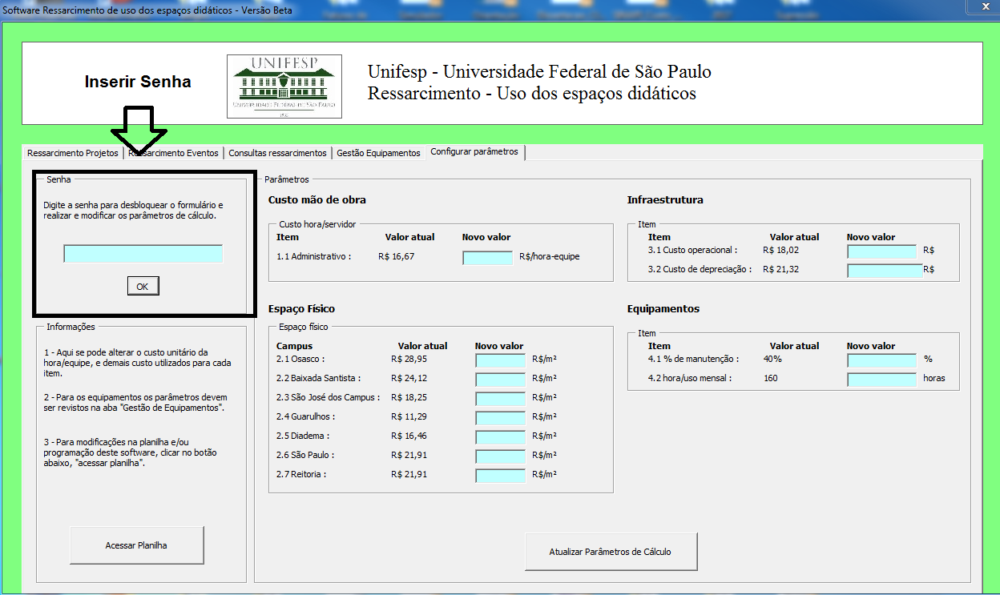 Software Ressarcimento de uso dos espaços didáticos - Versão Beta
Inserir Senha
UNIFESP
UNIVERSIDADE FEDERAL DE SÃO PAULO
Unifesp - Universidade Federal de São Paulo
Ressarcimento - Uso dos espaços didáticos
Ressarcimento Projetos
Ressarcimento Eventos
Consultas ressarcimentos
Gestão Equipamentos
Configurar parâmetros
Senha
Digite a senha para desbloquear o formulário e
realizar e modificar os parâmetros de cálculo.
OK
Informações
1 - Aqui se pode alterar o custo unitário da
hora/equipe, e demais custo utilizados para cada
item.
2 - Para os equipamentos os parâmetros devem
ser revistos na aba "Gestão de Equipamentos".
3 - Para modificações na planilha e/ou
programação deste software, clicar no botão
abaixo, "acessar planilha".
Acessar Planilha
Parâmetros
Custo mão de obra
Custo hora/servidor
Item Valor atual Novo valor
1.1 Administrativo : R$ 16,67 R$/hora-equipe
Espaço Físico
Espaço físico
Campus Valor atual Novo valor
2.1 Osasco : R$ 28,95 R$/m²
2.2 Baixada Santista : R$ 24,12 R$/m²
2.3 São José dos Campus : R$ 18,25 R$/m²
2.4 Guarulhos : R$ 11,29 R$/m²
2.5 Diadema : R$ 16,46 R$/m²
2.6 São Paulo : R$ 21,91 R$/m²
2.7 Reitoria : R$ 21,91 R$/m²
Infraestrutura
Item
Item Valor atual Novo valor
3.1 Custo operacional : R$ 18,02 R$
3.2 Custo de depreciação : R$ 21,32 R$
Equipamentos
Item
Item Valor atual Novo valor
4.1 % de manutenção : 40% %
4.2 hora/uso mensal : 160 horas
Atualizar Parâmetros de Cálculo